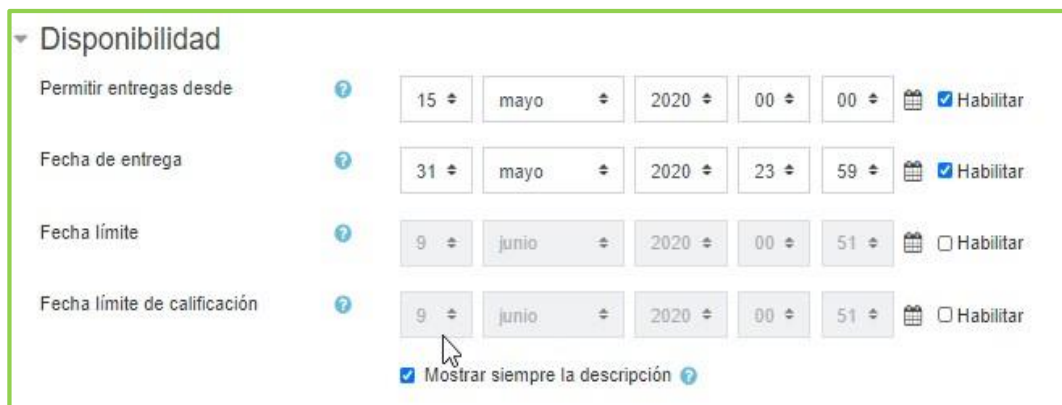 Disponibilidad
Permitir entregas desde 15 mayo 2020 00 00 Habilitar
Fecha de entrega 31 mayo 2020 23 59 Habilitar
Fecha límite 9 junio 2020 00 51 Habilitar
Fecha límite de calificación 9 junio 2020 00 51 Habilitar
Mostrar siempre la descripción